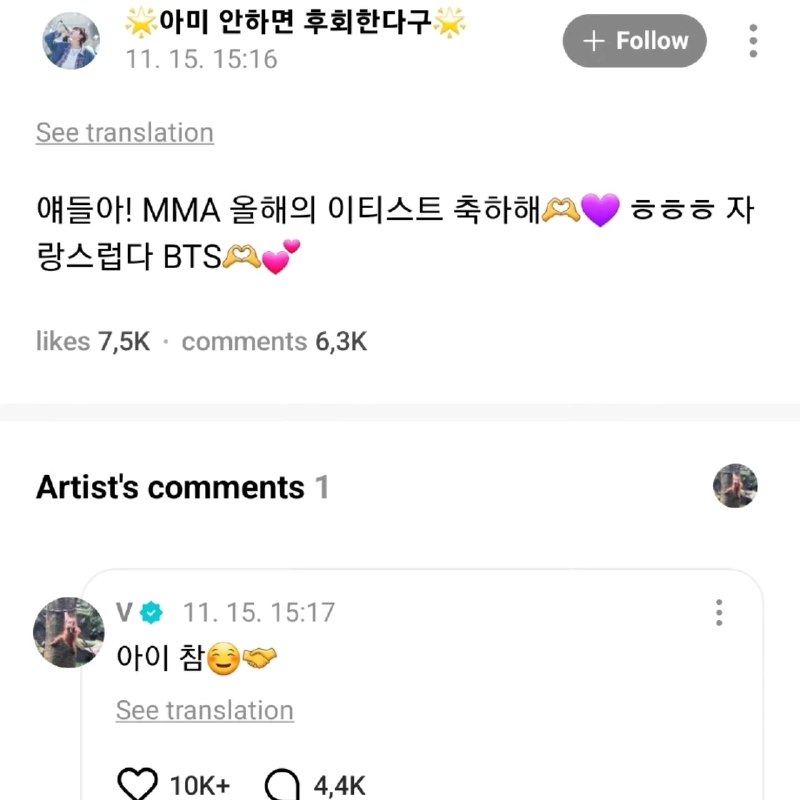 🌟아미 안하면 후회한다구🌟
+ Follow
11. 15. 15:16
See translation
얘들아! MMA 올해의 이티스트 축하해🫶💜 ㅎㅎㅎ 자
랑스럽다 BTS🫶💕
likes 7,5K · comments 6,3K
Artist's comments 1
V 11. 15. 15:17
아이 참☺️🤝
See translation
10K+ 4,4K